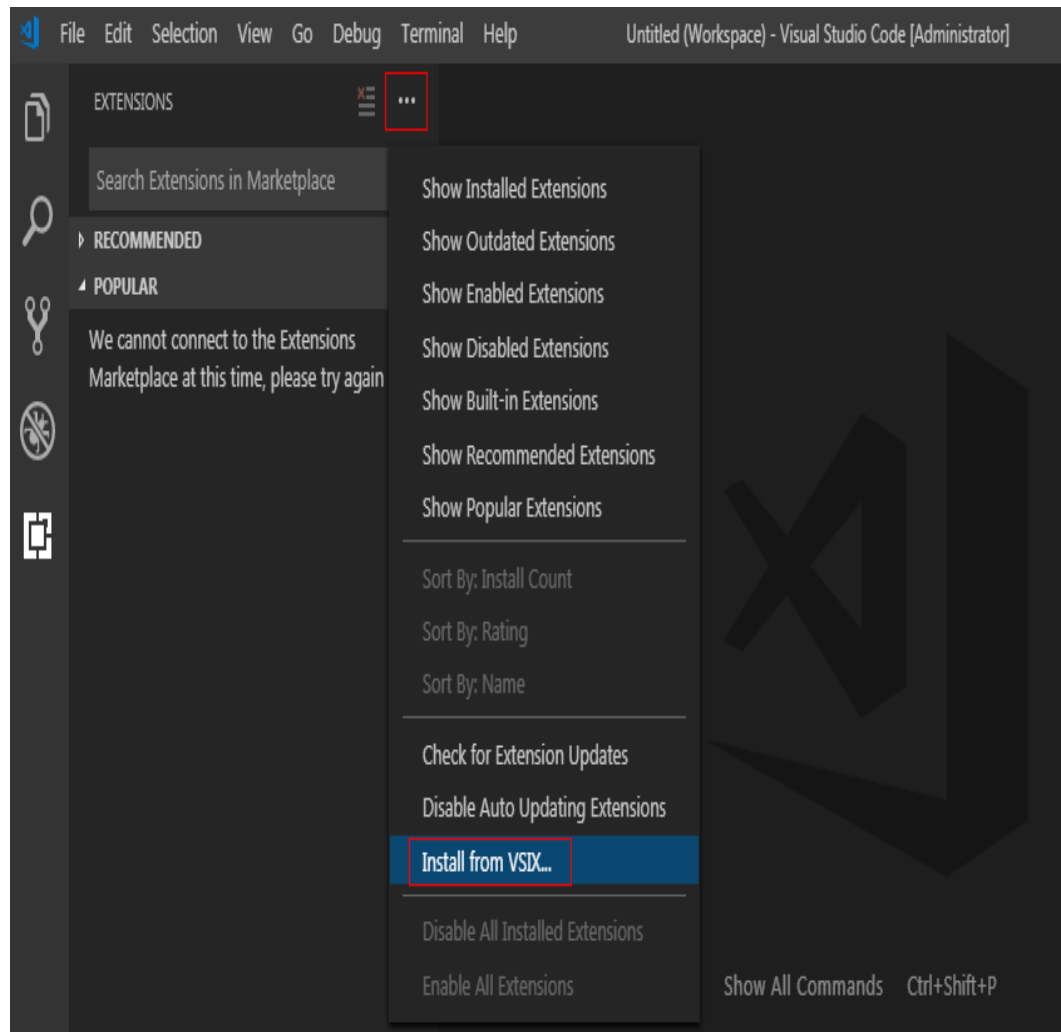 File Edit Selection View Go Debug Terminal Help Untitled (Workspace) - Visual Studio Code [Administrator]
EXTENSIONS
Search Extensions in Marketplace
RECOMMENDED
POPULAR
We cannot connect to the Extensions
Marketplace at this time, please try again
Show Installed Extensions
Show Outdated Extensions
Show Enabled Extensions
Show Disabled Extensions
Show Built-in Extensions
Show Recommended Extensions
Show Popular Extensions
Sort By: Install Count
Sort By: Rating
Sort By: Name
Check for Extension Updates
Disable Auto Updating Extensions
Install from VSIX...
Disable All Installed Extensions
Enable All Extensions
Show All Commands Ctrl+Shift+P